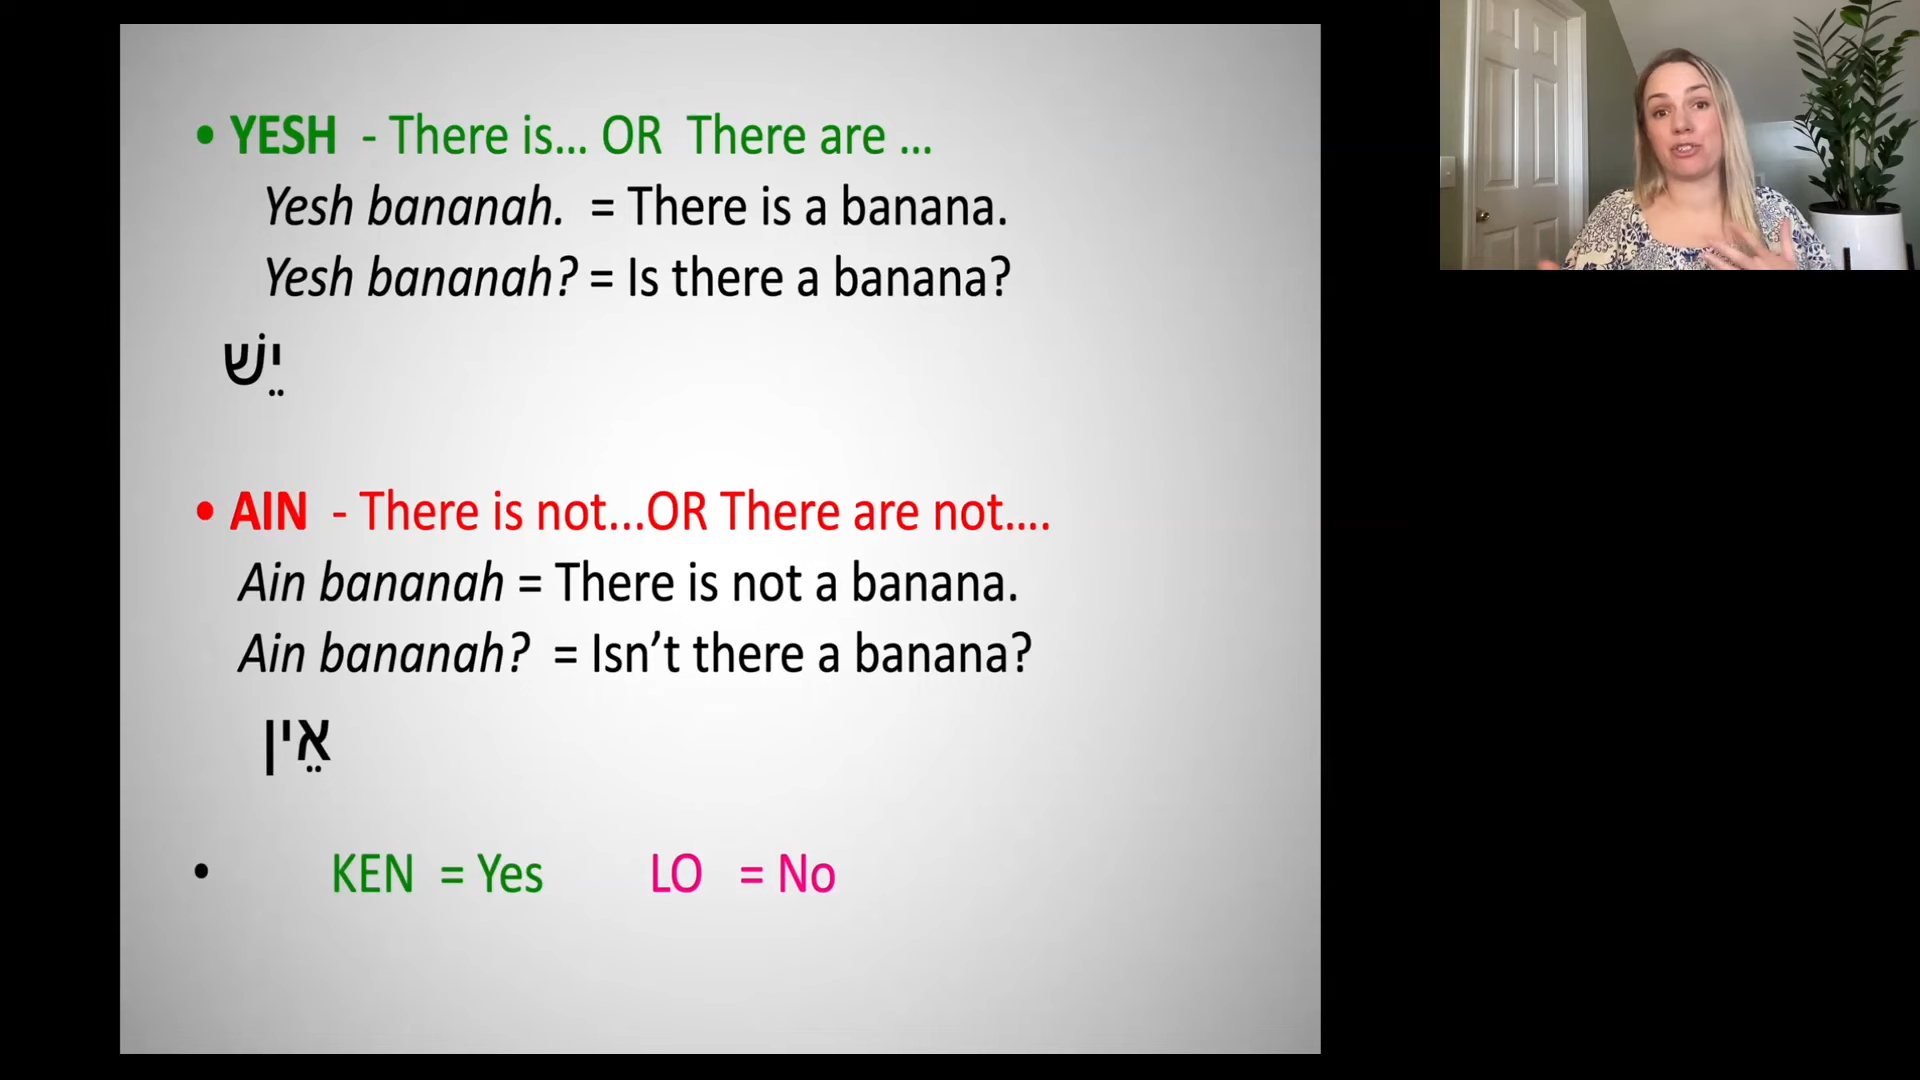 • YESH - There is... OR There are ...
Yesh bananah. = There is a banana.
Yesh bananah? = Is there a banana?
יֵשׁ
• AIN - There is not...OR There are not....
Ain bananah = There is not a banana.
Ain bananah? = Isn’t there a banana?
אֵין
• KEN = Yes LO = No